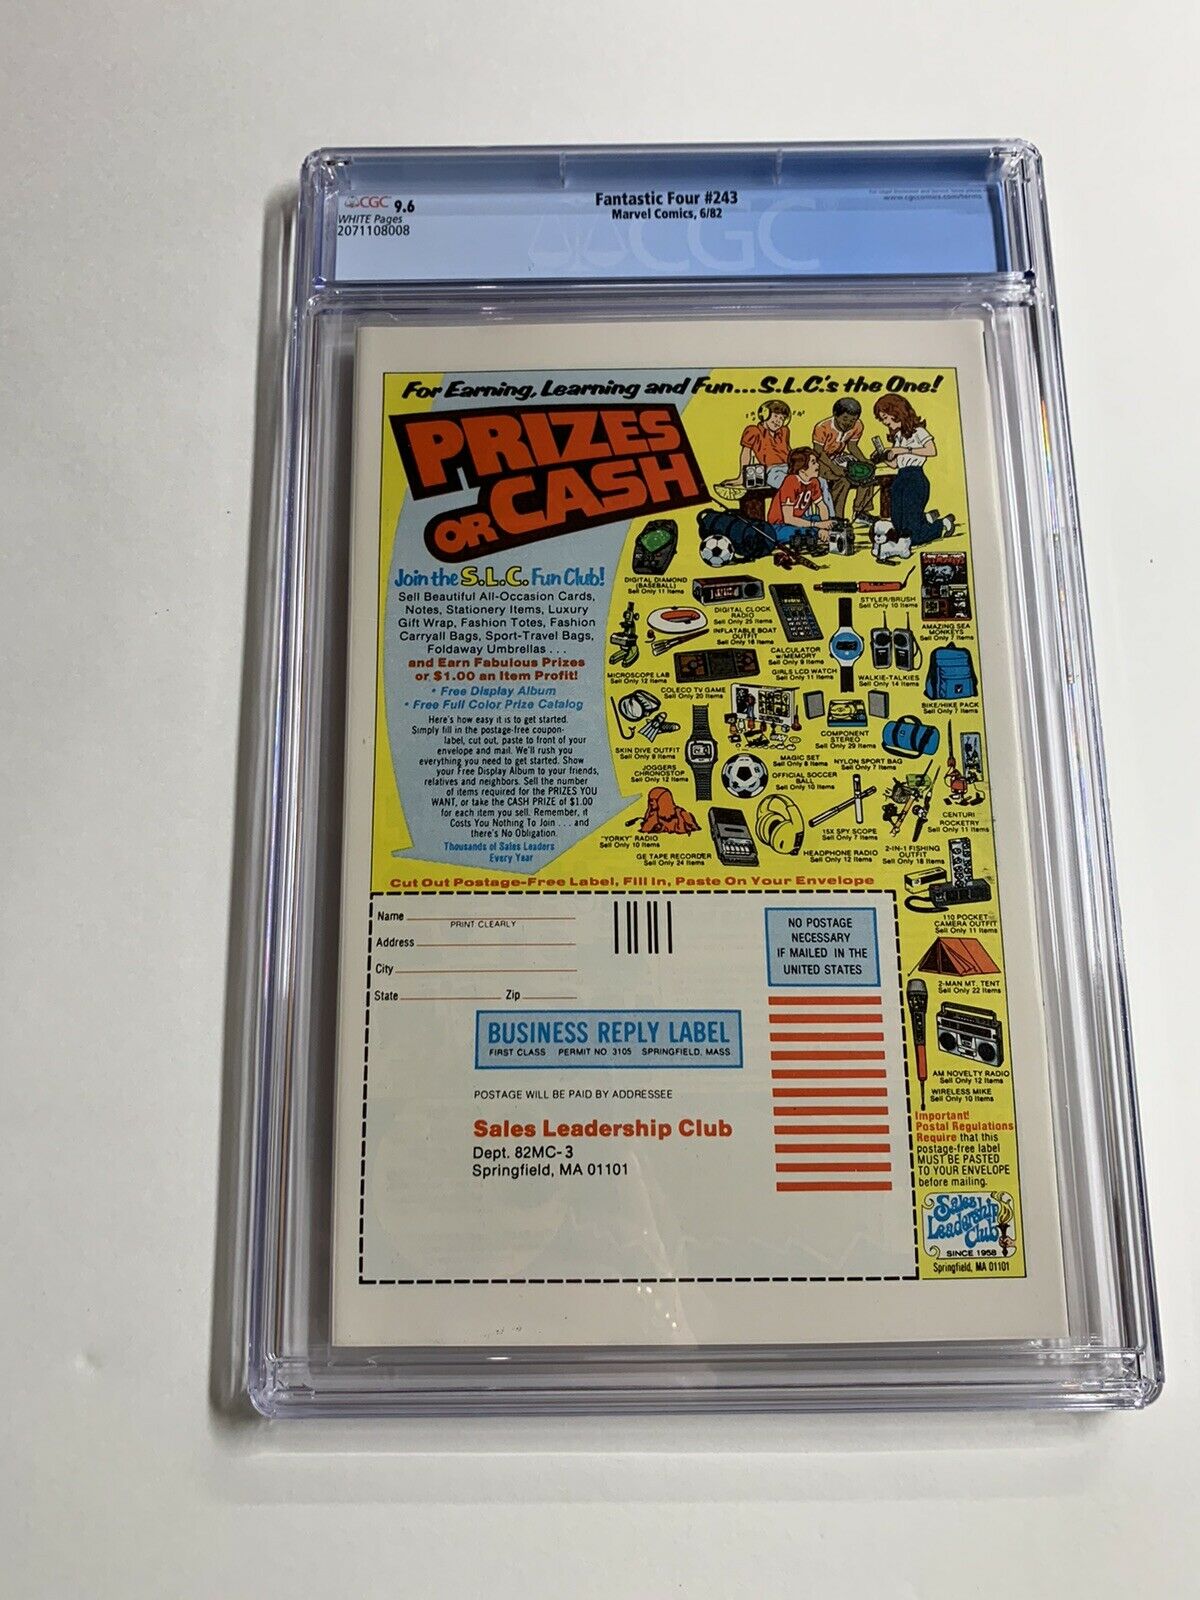 CGC 9.6
WHITE Pages
2071108008
Fantastic Four #243
Marvel Comics, 6/82
www.cgccomics.com/terms
CGC
For Earning, Learning and Fun...S.L.C.'s the One!
PRIZES
OR CASH
Join the S.L.C. Fun Club!
Sell Beautiful All-Occasion Cards,
Notes, Stationery Items, Luxury
Gift Wrap, Fashion Totes, Fashion
Carryall Bags, Sport-Travel Bags,
Foldaway Umbrellas . . .
and Earn Fabulous Prizes
or $1.00 an Item Profit!
• Free Display Album
• Free Full Color Prize Catalog
Here's how easy it is to get started.
Simply fill in the postage-free coupon-
label, cut out, paste to front of your
envelope and mail. We'll rush you
everything you need to get started. Show
your Free Display Album to your friends,
relatives and neighbors. Sell the number
of items required for the PRIZES YOU
WANT, or take the CASH PRIZE of $1.00
for each item you sell. Remember, it
Costs You Nothing To Join . . . and
there's No Obligation.
Thousands of Sales Leaders
Every Year
19
DIGITAL DIAMOND
(BASEBALL)
Sell Only 11 Items
DIGITAL CLOCK
RADIO
Sell Only 25 Items
STYLER/BRUSH
Sell Only 10 Items
AMAZING SEA
MONKEYS
Sell Only 7 Items
INFLATABLE BOAT
OUTFIT
Sell Only 16 Items
CALCULATOR
w/MEMORY
Sell Only 9 Items
MICROSCOPE LAB
Sell Only 12 Items
GIRLS LCD WATCH
Sell Only 11 Items
WALKIE-TALKIES
Sell Only 14 Items
COLECO TV GAME
Sell Only 20 Items
BIKE/HIKE PACK
Sell Only 7 Items
SKIN DIVE OUTFIT
Sell Only 9 Items
COMPONENT
STEREO
Sell Only 29 Items
MAGIC SET
Sell Only 8 Items
NYLON SPORT BAG
Sell Only 7 Items
JOGGERS
CHRONOSTOP
Sell Only 12 Items
OFFICIAL SOCCER
BALL
Sell Only 10 Items
CENTURI
ROCKETRY
Sell Only 11 Items
"YORKY" RADIO
Sell Only 10 Items
15X SPY SCOPE
Sell Only 7 Items
GE TAPE RECORDER
Sell Only 24 Items
HEADPHONE RADIO
Sell Only 12 Items
2-IN-1 FISHING
OUTFIT
Sell Only 18 Items
110 POCKET
CAMERA OUTFIT
Sell Only 11 Items
2-MAN MT. TENT
Sell Only 22 Items
AM NOVELTY RADIO
Sell Only 12 Items
WIRELESS MIKE
Sell Only 10 Items
Cut Out Postage-Free Label, Fill In, Paste On Your Envelope
Name
PRINT CLEARLY
Address
City
State Zip
NO POSTAGE
NECESSARY
IF MAILED IN THE
UNITED STATES
BUSINESS REPLY LABEL
FIRST CLASS PERMIT NO. 3105 SPRINGFIELD, MASS
POSTAGE WILL BE PAID BY ADDRESSEE
Sales Leadership Club
Dept. 82MC-3
Springfield, MA 01101
Important!
Postal Regulations
Require that this
postage-free label
MUST BE PASTED
TO YOUR ENVELOPE
before mailing.
Sales
Leadership
Club
SINCE 1958
Springfield, MA 01101